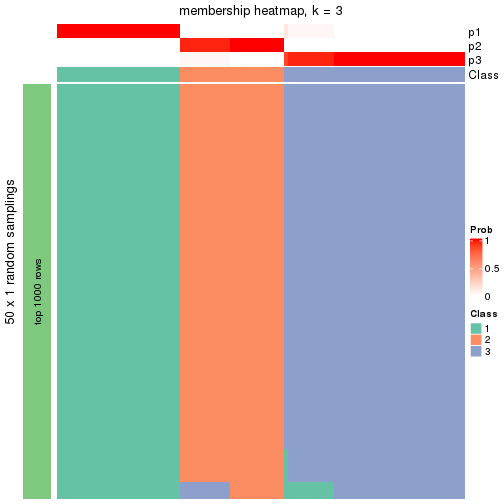 membership heatmap, k = 3
p1
p2
p3
Class
50 x 1 random samplings
top 1000 rows
Prob
1
0.5
0
Class
1
2
3